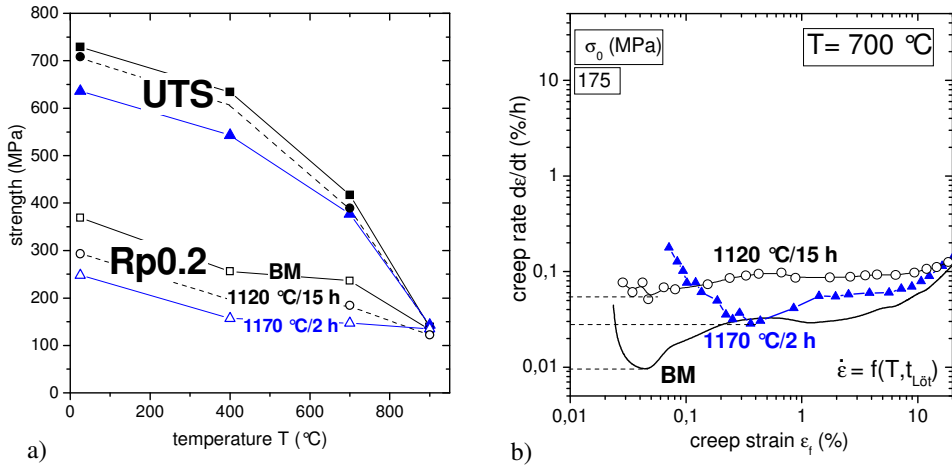 800
700
600
500
400
300
200
100
0
0 200 400 600 800
strength (MPa)
temperature T (°C)
UTS
Rp0.2
BM
1120 °C/15 h
1170 °C/2 h
a)
σ₀ (MPa)
175
T= 700 °C
10
1
0,1
0,01
0,01 0,1 1 10
creep rate dε/dt (%/h)
creep strain εf (%)
1120 °C/15 h
1170 °C/2 h
BM
ε̇ = f(T,tLöt)
b)